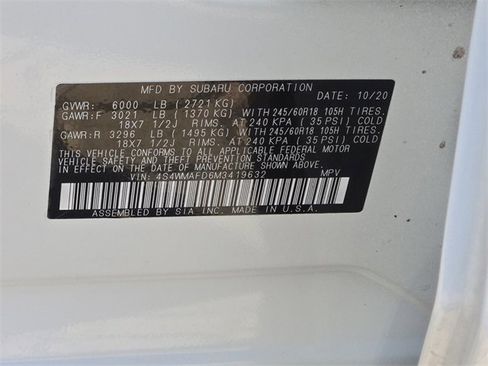 MFD BY SUBARU CORPORATION DATE: 10/20
GVWR: 6000 LB (2721 KG)
GAWR:F 3021 LB (1370 KG) WITH 245/60R18 105H TIRES.
18X7 1/2J RIMS. AT 240 KPA (35 PSI) COLD
GAWR:R 3296 LB (1495 KG) WITH 245/60R18 105H TIRES.
18X7 1/2J RIMS. AT 240 KPA (35 PSI) COLD
THIS VEHICLE CONFORMS TO ALL APPLICABLE FEDERAL MOTOR
VEHICLE SAFETY AND THEFT PREVENTION STANDARDS
IN EFFECT ON THE DATE OF MANUFACTURE SHOWN ABOVE.
VIN: 4S4WMAFD6M3419632 MPV
ASSEMBLED BY SIA INC. MADE IN U.S.A.